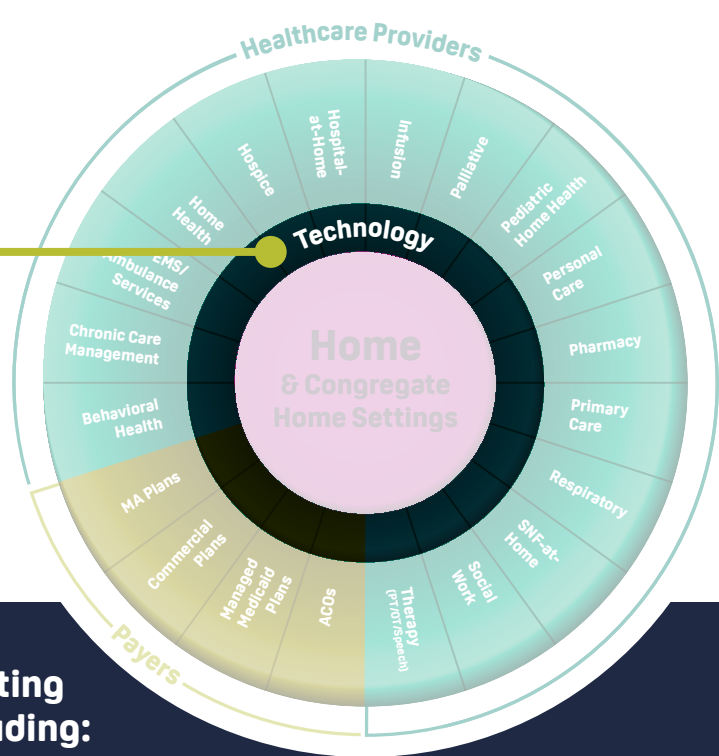 Healthcare Providers
Hospital-
at-Home
Infusion
Palliative
Pediatric
Home Health
Personal
Care
Pharmacy
Primary
Care
Respiratory
SNF-at-
Home
Social
Work
Therapy
(PT/OT/Speech)
ACOs
Managed
Medicaid
Plans
Commercial
Plans
MA Plans
Behavioral
Health
Chronic Care
Management
EMS/
Ambulance
Services
Home
Health
Hospice
Technology
Home
& Congregate
Home Settings
Payers
ting
uding: